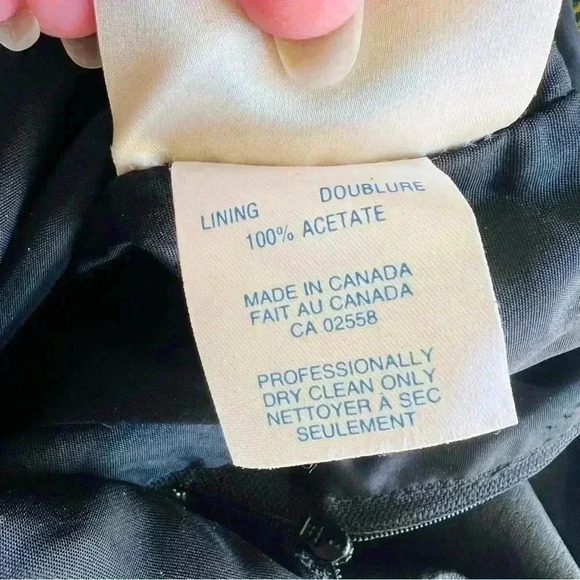 LINING DOUBLURE
100% ACETATE
MADE IN CANADA
FAIT AU CANADA
CA 02558
PROFESSIONALLY
DRY CLEAN ONLY
NETTOYER À SEC
SEULEMENT